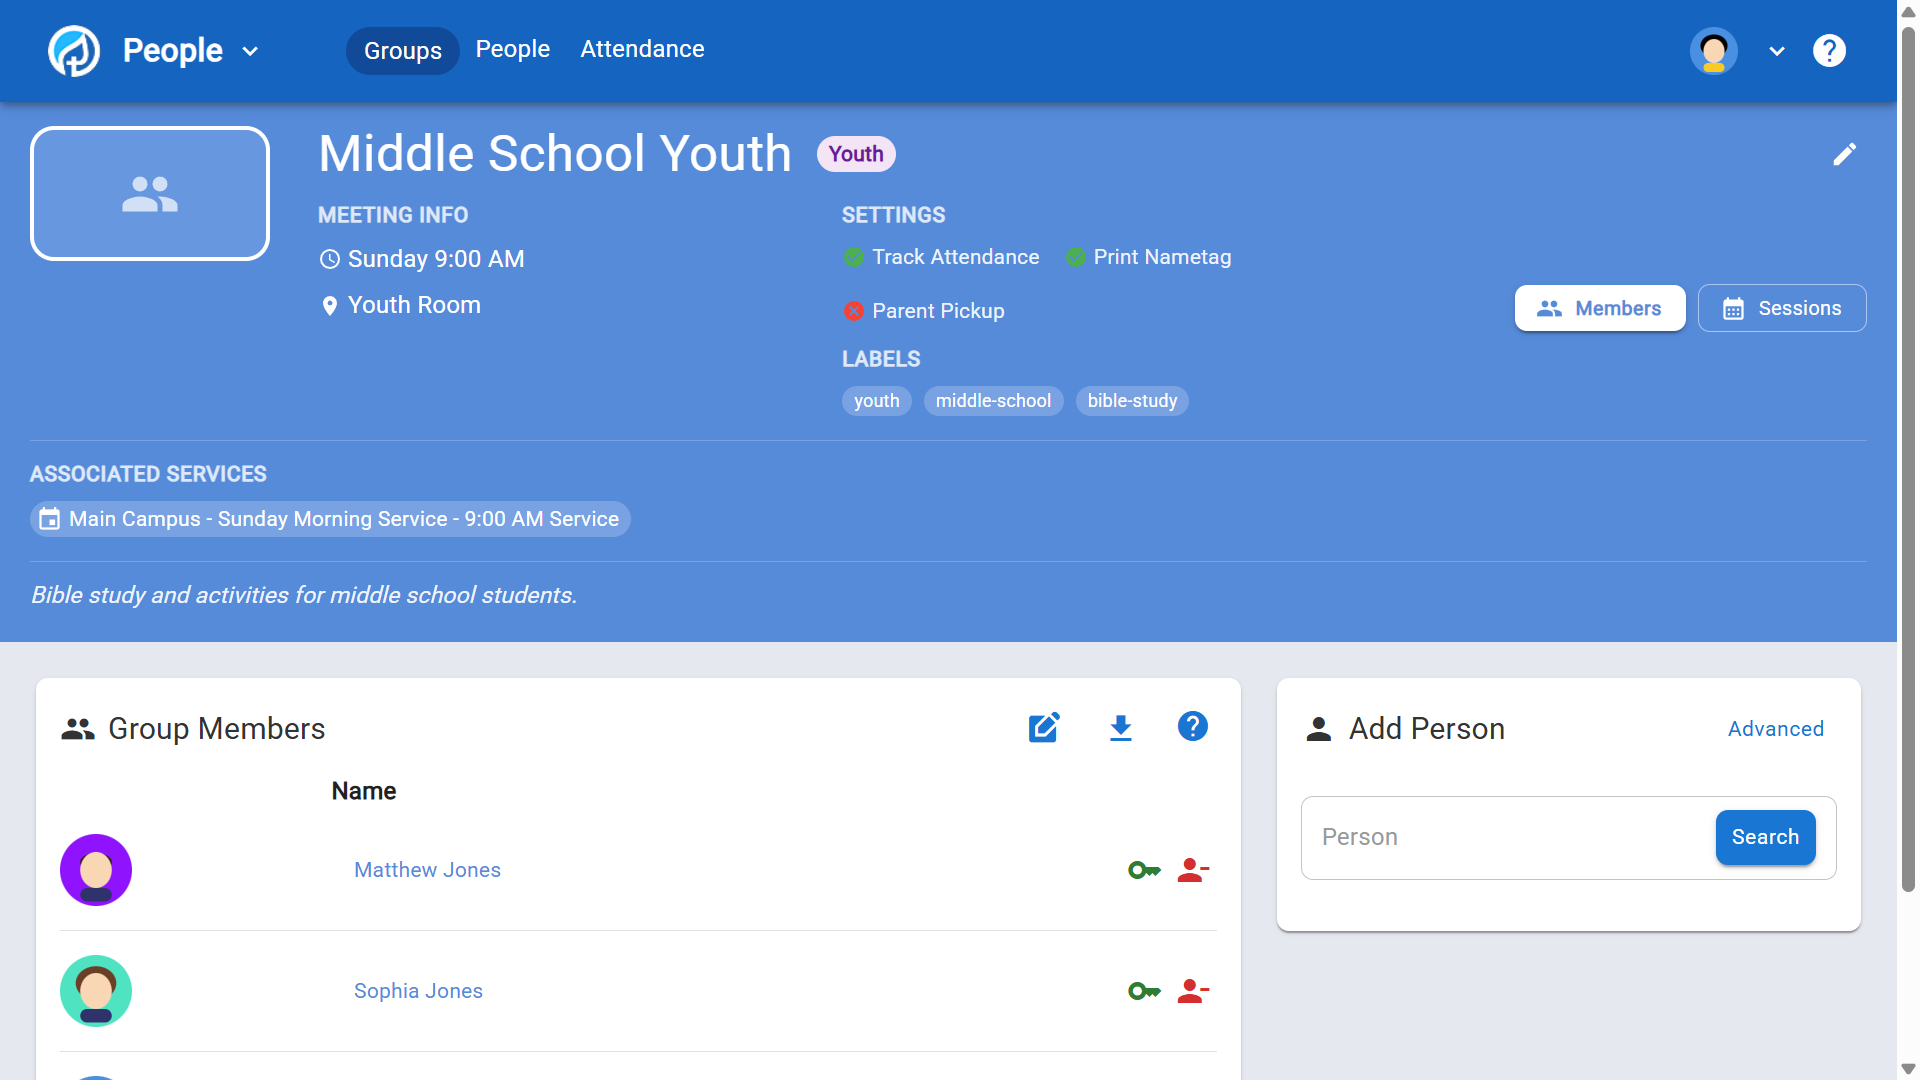 People
Groups
People
Attendance
Middle School Youth
Youth
MEETING INFO
Sunday 9:00 AM
Youth Room
SETTINGS
Track Attendance
Print Nametag
Parent Pickup
LABELS
youth
middle-school
bible-study
Members
Sessions
ASSOCIATED SERVICES
Main Campus - Sunday Morning Service - 9:00 AM Service
Bible study and activities for middle school students.
Group Members
Name
Matthew Jones
Sophia Jones
Add Person
Advanced
Person
Search